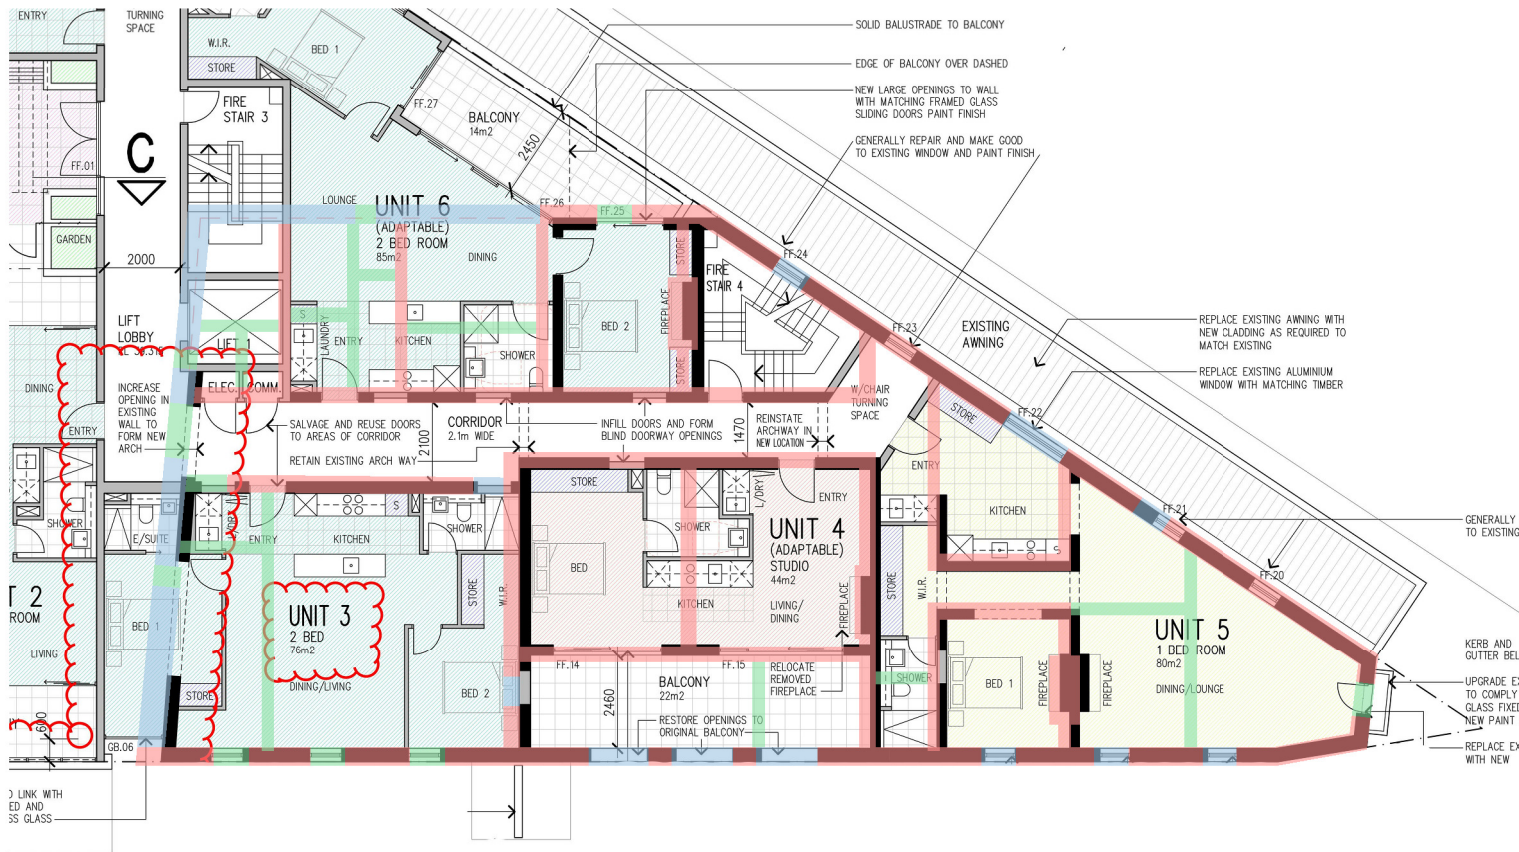 ENTRY
TURNING
SPACE
W.I.R.
STORE
BED 1
FIRE
STAIR 3
C
FF.01
GARDEN
2000
FF.27
BALCONY
14m2
2450
FF.26
FF.25
SOLID BALUSTRADE TO BALCONY
EDGE OF BALCONY OVER DASHED
NEW LARGE OPENINGS TO WALL
WITH MATCHING FRAMED GLASS
SLIDING DOORS PAINT FINISH
GENERALLY REPAIR AND MAKE GOOD
TO EXISTING WINDOW AND PAINT FINISH
LOUNGE
UNIT 6
(ADAPTABLE)
2 BED ROOM
85m2
DINING
STORE
FIRE
STAIR 4
FF.24
FF.23
EXISTING
AWNING
REPLACE EXISTING AWNING WITH
NEW CLADDING AS REQUIRED TO
MATCH EXISTING
REPLACE EXISTING ALUMINIUM
WINDOW WITH MATCHING TIMBER
LIFT
LOBBY
LIFT 1
S
LAUNDRY
ENTRY
KITCHEN
SHOWER
BED 2
FIREPLACE
STORE
DINING
ENTRY
INCREASE
OPENING IN
EXISTING
WALL TO
FORM NEW
ARCH
ELEC.
COMM.
SALVAGE AND REUSE DOORS
TO AREAS OF CORRIDOR
RETAIN EXISTING ARCH WAY
2100
CORRIDOR
2.1m WIDE
INFILL DOORS AND FORM
BLIND DOORWAY OPENINGS
1470
REINSTATE
ARCHWAY IN
NEW LOCATION
W/CHAIR
TURNING
SPACE
STORE
FF.22
ENTRY
KITCHEN
S
FF.21
GENERALLY
TO EXISTING
FF.20
SHOWER
E/SUITE
L/DRY
ENTRY
KITCHEN
S
SHOWER
STORE
W.I.R.
STORE
SHOWER
L/DRY
ENTRY
UNIT 4
(ADAPTABLE)
STUDIO
44m2
BED
KITCHEN
LIVING/
DINING
FIREPLACE
STORE
W.I.R.
T 2
ROOM
LIVING
BED 1
STORE
UNIT 3
2 BED
76m2
DINING/LIVING
BED 2
FF.14
FF.15
BALCONY
22m2
2460
RELOCATE
REMOVED
FIREPLACE
RESTORE OPENINGS TO
ORIGINAL BALCONY
SHOWER
BED 1
FIREPLACE
FIREPLACE
UNIT 5
1 BED ROOM
80m2
DINING/LOUNGE
KERB AND
GUTTER BEL
UPGRADE EX
TO COMPLY
GLASS FIXED
NEW PAINT
REPLACE EX
WITH NEW
600
GB.06
O LINK WITH
ED AND
SS GLASS